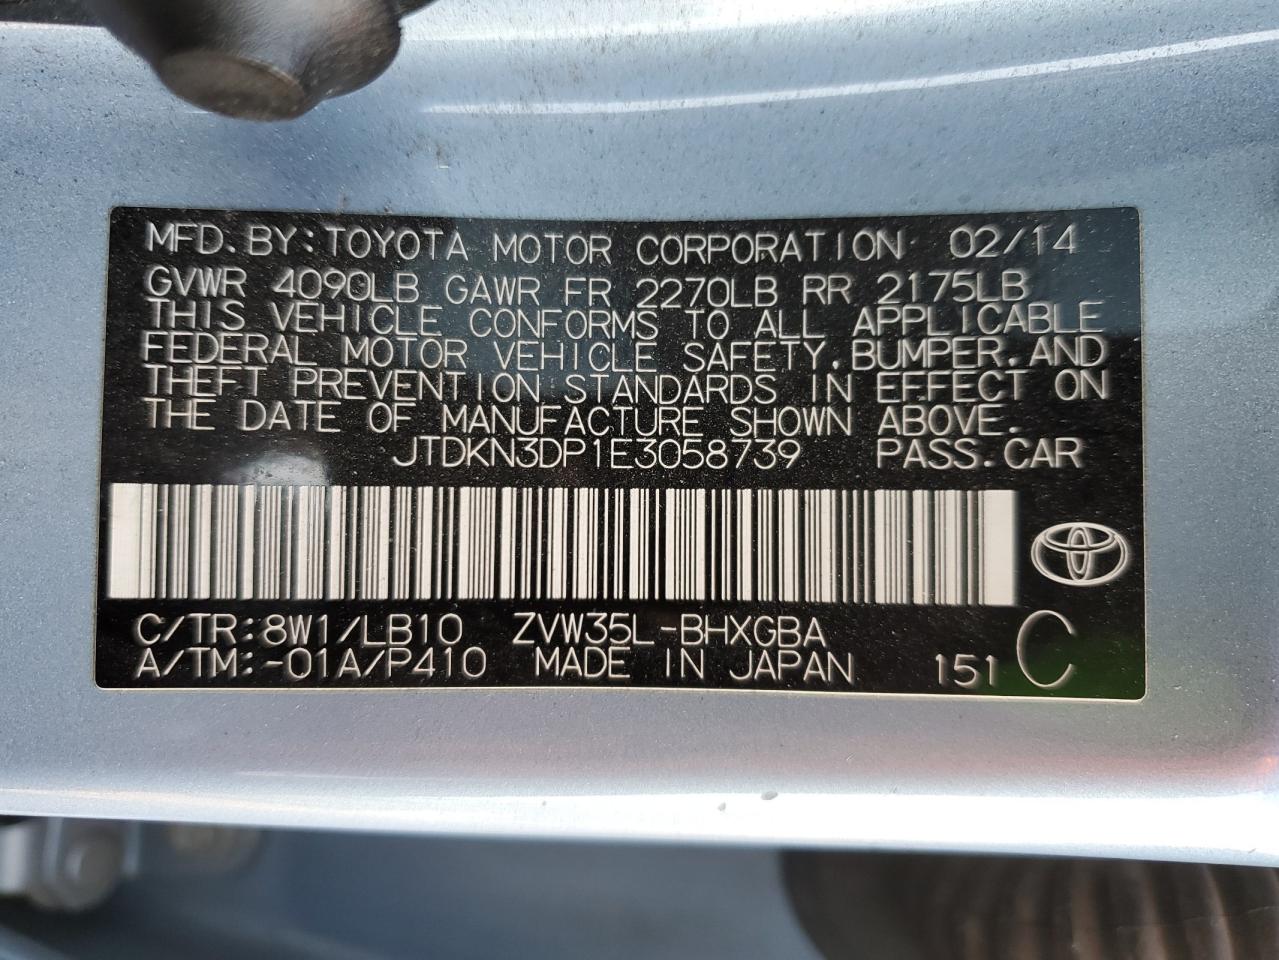 MFD. BY: TOYOTA MOTOR CORPORATION 02/14
GVWR 4090LB GAWR FR 2270LB RR 2175LB
THIS VEHICLE CONFORMS TO ALL APPLICABLE
FEDERAL MOTOR VEHICLE SAFETY, BUMPER, AND
THEFT PREVENTION STANDARDS IN EFFECT ON
THE DATE OF MANUFACTURE SHOWN ABOVE.
JTDKN3DP1E3058739 PASS. CAR
C/TR:8W1/LB10 ZVW35L-BHXGBA
A/TM:-01A/P410 MADE IN JAPAN 151 C